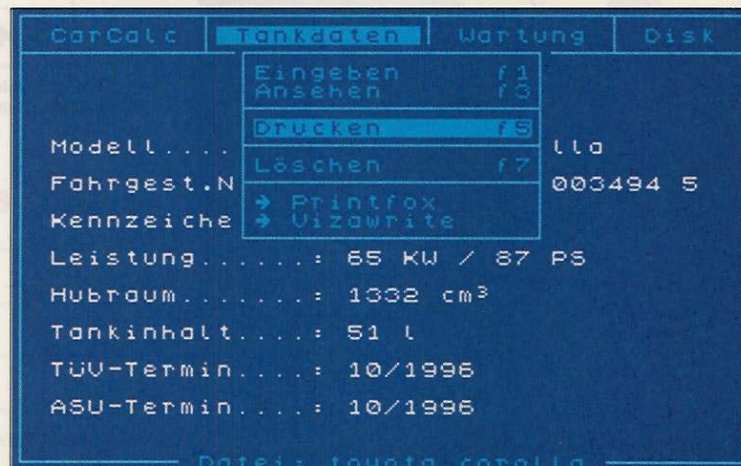 CarCalc Tankdaten Wartung Disk
Eingeben f1
Ansehen f3
Drucken f5
Modell.... lla
Löschen f7
Fahrgest.N 003494 5
→ Printfox
Kennzeiche → Vizawrite
Leistung......: 65 KW / 87 PS
Hubraum.......: 1332 cm³
Tankinhalt....: 51 l
TüV-Termin....: 10/1996
ASU-Termin....: 10/1996
Datei: toyota corolla